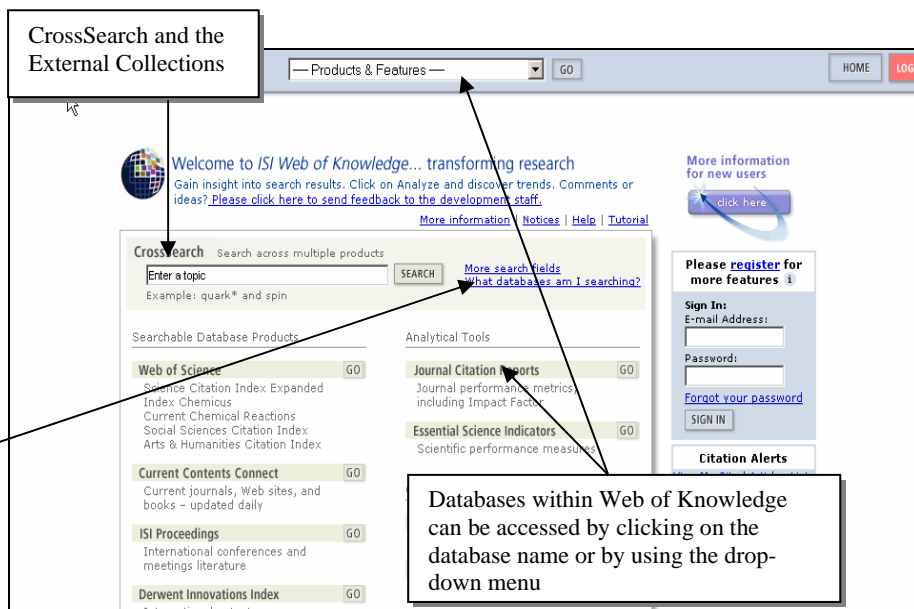 CrossSearch and the
External Collections
— Products & Features —
GO
HOME
LOG
Welcome to ISI Web of Knowledge... transforming research
Gain insight into search results. Click on Analyze and discover trends. Comments or
ideas? Please click here to send feedback to the development staff.
More information | Notices | Help | Tutorial
More information
for new users
click here
CrossSearch Search across multiple products
Enter a topic
SEARCH
More search fields
What databases am I searching?
Example: quark* and spin
Please register for
more features i
Sign In:
E-mail Address:
Password:
Forgot your password
SIGN IN
Citation Alerts
Searchable Database Products
Web of Science GO
Science Citation Index Expanded
Index Chemicus
Current Chemical Reactions
Social Sciences Citation Index
Arts & Humanities Citation Index
Current Contents Connect GO
Current journals, Web sites, and
books – updated daily
ISI Proceedings GO
International conferences and
meetings literature
Derwent Innovations Index GO
Analytical Tools
Journal Citation Reports GO
Journal performance metrics,
including Impact Factor
Essential Science Indicators GO
Scientific performance measures
Databases within Web of Knowledge
can be accessed by clicking on the
database name or by using the drop-
down menu